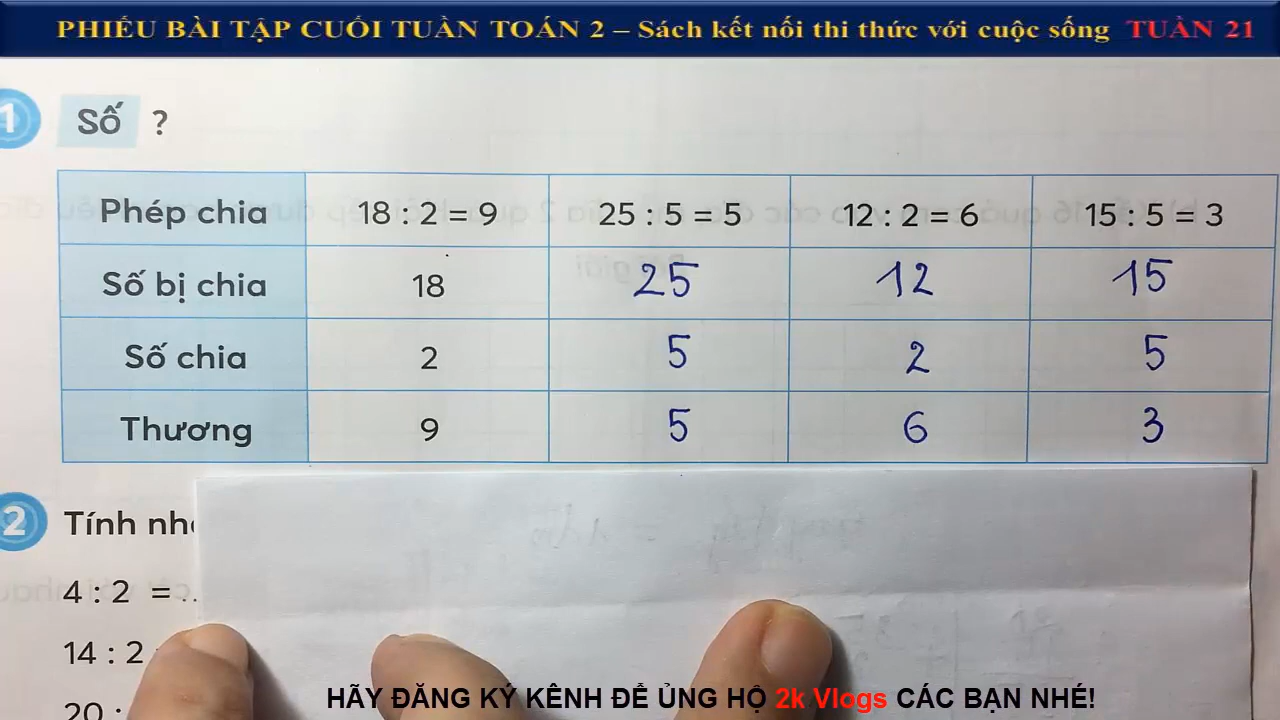 PHIẾU BÀI TẬP CUỐI TUẦN TOÁN 2 – Sách kết nối thi thức với cuộc sống TUẦN 21
1 Số ?
Phép chia 18 : 2 = 9 25 : 5 = 5 12 : 2 = 6 15 : 5 = 3
Số bị chia 18 25 12 15
Số chia 2 5 2 5
Thương 9 5 6 3
2 Tính
4 : 2 = ..
14 : 2
20 :
HÃY ĐĂNG KÝ KÊNH ĐỂ ỦNG HỘ 2k Vlogs CÁC BẠN NHÉ!